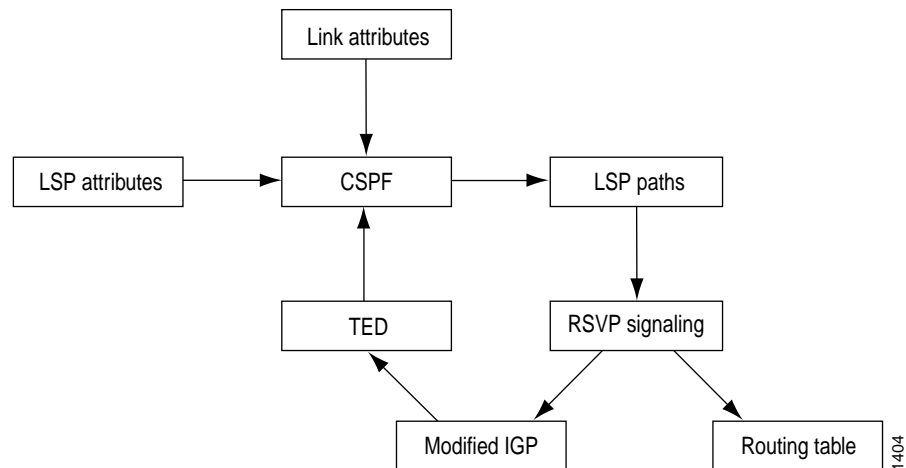 Link attributes
LSP attributes
CSPF
LSP paths
TED
RSVP signaling
Modified IGP
Routing table
1404